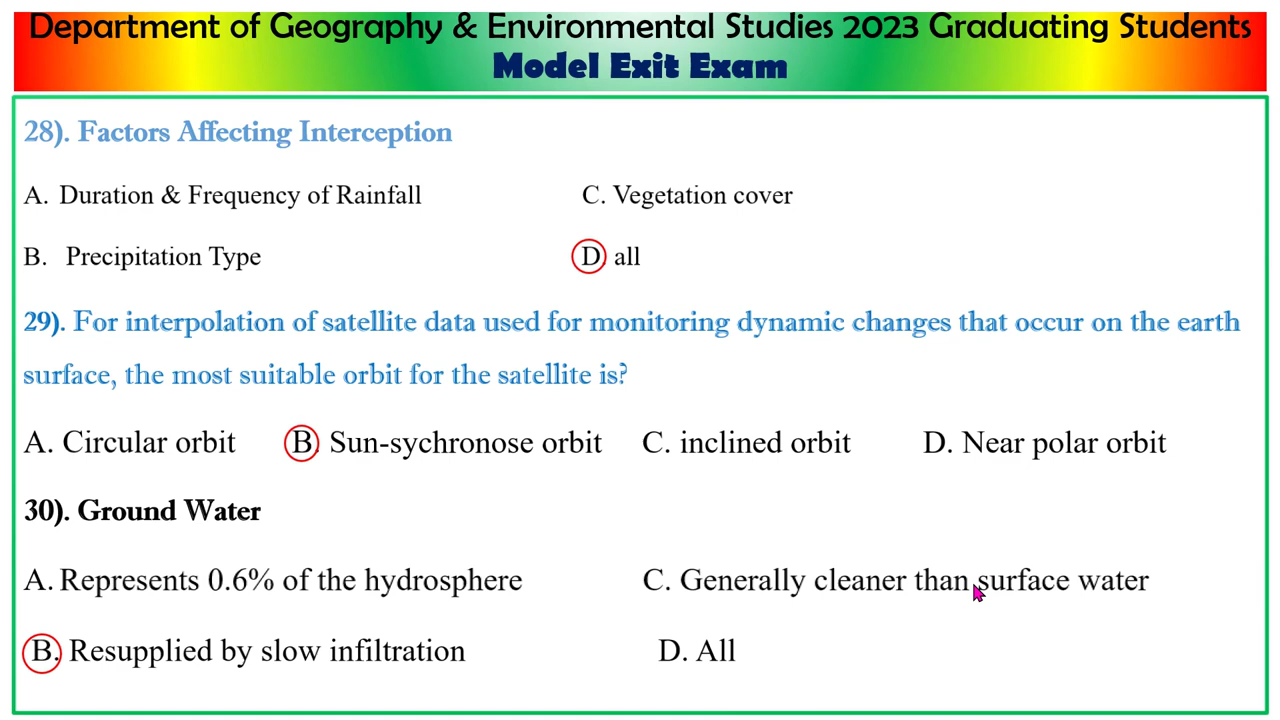 Department of Geography & Environmental Studies 2023 Graduating Students
Model Exit Exam
28). Factors Affecting Interception
A. Duration & Frequency of Rainfall C. Vegetation cover
B. Precipitation Type D. all
29). For interpolation of satellite data used for monitoring dynamic changes that occur on the earth
surface, the most suitable orbit for the satellite is?
A. Circular orbit B. Sun-sychronose orbit C. inclined orbit D. Near polar orbit
30). Ground Water
A. Represents 0.6% of the hydrosphere C. Generally cleaner than surface water
B. Resupplied by slow infiltration D. All